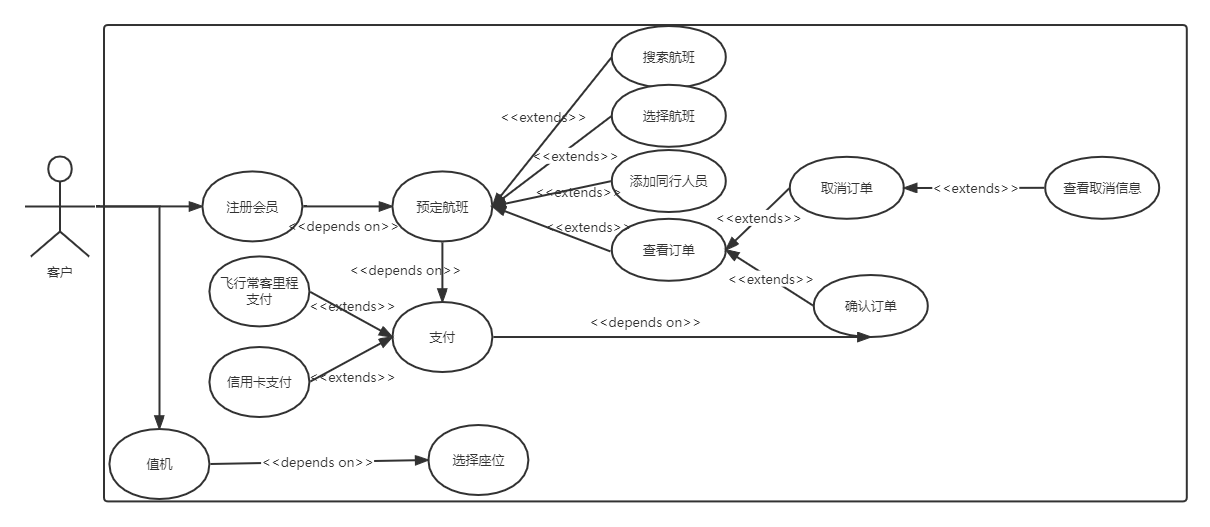 搜索航班
<<extends>>
选择航班
<<extends>>
添加同行人员
<<extends>>
取消订单
<<extends>>
查看取消信息
注册会员
<<depends on>>
预定航班
<<extends>>
查看订单
<<extends>>
客户
<<depends on>>
<<extends>>
飞行常客里程
支付
<<extends>>
确认订单
<<depends on>>
支付
信用卡支付
<<extends>>
值机
<<depends on>>
选择座位